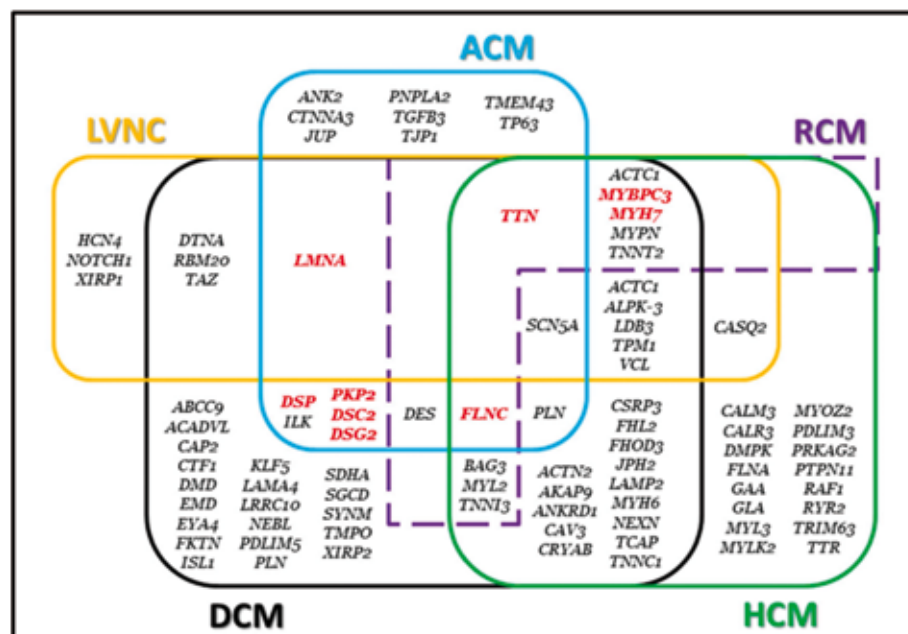 ACM
LVNC
RCM
ANK2
CTNNA3
JUP
PNPLA2
TGFB3
TJP1
TMEM43
TP63
HCN4
NOTCH1
XIRP1
DTNA
RBM20
TAZ
LMNA
TTN
ACTC1
MYBPC3
MYH7
MYPN
TNNT2
SCN5A
ACTC1
ALPK-3
LDB3
TPM1
VCL
CASQ2
DSP
ILK
PKP2
DSC2
DSG2
DES
FLNC
PLN
ABCC9
ACADVL
CAP2
CTF1
DMD
EMD
EYA4
FKTN
ISL1
KLF5
LAMA4
LRRC10
NEBL
PDLIM5
PLN
SDHA
SGCD
SYNM
TMPO
XIRP2
BAG3
MYL2
TNNI3
ACTN2
AKAP9
ANKRD1
CAV3
CRYAB
CSRP3
FHL2
FHOD3
JPH2
LAMP2
MYH6
NEXN
TCAP
TNNC1
CALM3
CALR3
DMPK
FLNA
GAA
GLA
MYL3
MYLK2
MYOZ2
PDLIM3
PRKAG2
PTPN11
RAF1
RYR2
TRIM63
TTR
DCM
HCM